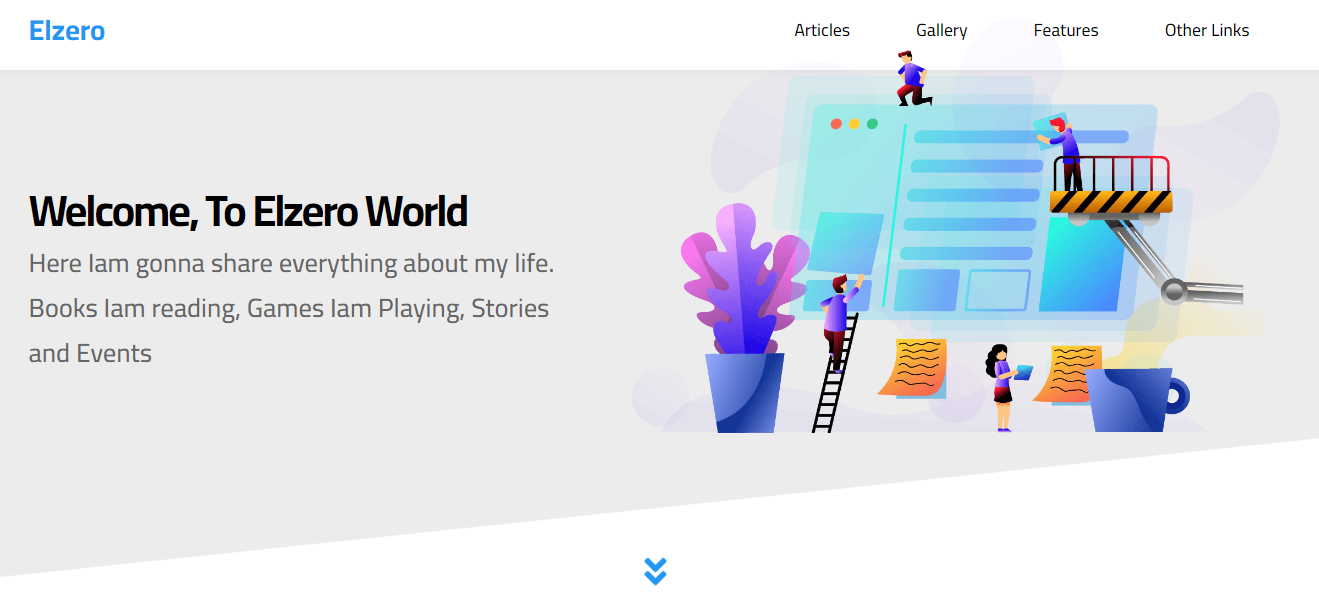 Elzero
Articles
Gallery
Features
Other Links
Welcome, To Elzero World
Here Iam gonna share everything about my life.
Books Iam reading, Games Iam Playing, Stories
and Events